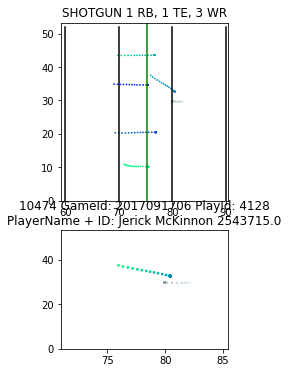 SHOTGUN 1 RB, 1 TE, 3 WR
50
40
30
20
10
0
60 70 80 90
10474 GameId: 2017091706 PlayId: 4128
PlayerName + ID: Jerick McKinnon 2543715.0
40
20
0
75 80 85